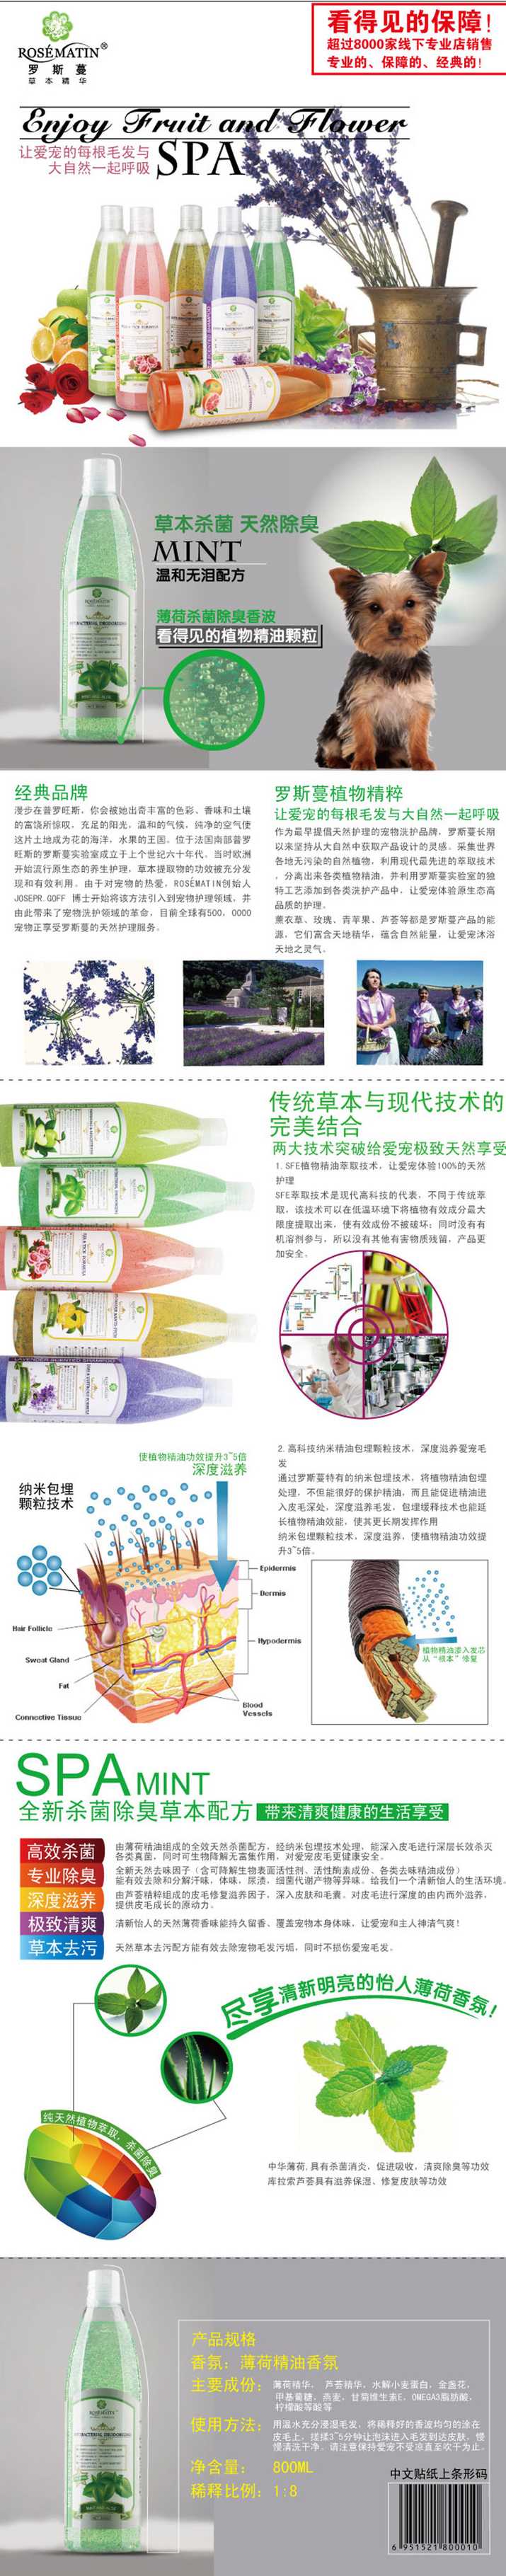 ROSÉMATIN®
罗斯蔓
草本精华
看得见的保障!
超过8000家线下专业店销售
专业的、保障的、经典的!
Enjoy Fruit and Flower
让爱宠的每根毛发与
大自然一起呼吸
SPA
草本杀菌 天然除臭
MINT
温和无泪配方
薄荷杀菌除臭香波
看得见的植物精油颗粒
经典品牌
漫步在普罗旺斯，你会被她出奇丰富的色彩、香味和土壤
的富饶所惊叹，充足的阳光，温和的气候，纯净的空气使
这片土地成为花的海洋，水果的王国。位于法国南部普罗
旺斯的罗斯蔓实验室成立于上个世纪六十年代。当时欧洲
开始流行原生态的养生护理，草本提取物的功效被充分发
现和有效利用。由于对宠物的热爱，ROSÉMATIN创始人
JOSEPR.GOFF 博士开始将该方法引入到宠物护理领域，并
由此带来了宠物洗护领域的革命，目前全球有500，0000
宠物正享受罗斯蔓的天然护理服务。
罗斯蔓植物精粹
让爱宠的每根毛发与大自然一起呼吸
作为最早提倡天然护理的宠物洗护品牌，罗斯蔓长期
以来坚持从大自然中获取产品设计的灵感。采集世界
各地无污染的自然植物，利用现代最先进的萃取技术
，分离出来各类植物精油，并利用罗斯蔓实验室的独
特工艺添加到各类洗护产品中，让爱宠体验原生态高
品质的护理。
薰衣草、玫瑰、青苹果、芦荟等都是罗斯蔓产品的能
源，它们富含天地精华，蕴含自然能量，让爱宠沐浴
天地之灵气。
传统草本与现代技术的
完美结合
两大技术突破给爱宠极致天然享受
1.SFE植物精油萃取技术，让爱宠体验100%的天然
护理
SFE萃取技术是现代高科技的代表，不同于传统萃
取，该技术可以在低温环境下将植物有效成分最大
限度提取出来，使有效成份不被破坏；同时没有有
机溶剂参与，所以没有其他有害物质残留，产品更
加安全。
使植物精油功效提升3~5倍
深度滋养
纳米包埋
颗粒技术
Epidermis
Dermis
Hair Follicle
Hypodermis
Sweat Gland
Fat
Blood
Vessels
Connective Tissue
2.高科技纳米精油包埋颗粒技术，深度滋养爱宠毛
发
通过罗斯蔓特有的纳米包埋技术，将植物精油包埋
处理，不但能很好的保护精油，而且能促进精油进
入皮毛深处，深度滋养毛发，包埋缓释技术也能延
长植物精油效能，使其更长期发挥作用
纳米包埋颗粒技术，深度滋养，使植物精油功效提
升3~5倍。
植物精油渗入发芯
从“根本”修复
SPA MINT
全新杀菌除臭草本配方 带来清爽健康的生活享受
高效杀菌
由薄荷精油组成的全效天然杀菌配方，经纳米包埋技术处理，能深入皮毛进行深层长效杀灭
各类真菌，同时可生物降解无富集作用，对爱宠皮毛更健康安全。
专业除臭
全新天然去味因子（含可降解生物表面活性剂、活性酶素成份、各类去味精油成份）
能有效去除和分解汗味，体味，尿渍，细菌代谢产物等异味。给我们一个清新怡人的生活环境。
深度滋养
由芦荟精粹组成的皮毛修复滋养因子，深入皮肤和毛囊。对皮毛进行深度的由内而外滋养，
提供皮毛成长的原动力。
极致清爽
清新怡人的天然薄荷香味能持久留香、覆盖宠物本身体味，让爱宠和主人神清气爽！
草本去污
天然草本去污配方能有效去除宠物毛发污垢，同时不损伤爱宠毛发。
尽享清新明亮的怡人薄荷香氛!
纯天然植物萃取，杀菌除臭
中华薄荷.具有杀菌消炎，促进吸收，清爽除臭等功效
库拉索芦荟具有滋养保湿、修复皮肤等功效
产品规格
香氛：薄荷精油香氛
主要成份：薄荷精华， 芦荟精华，水解小麦蛋白，金盏花，
甲基葡糖，燕麦，甘菊维生素E，OMEGA3脂肪酸，
柠檬酸等酸等
使用方法：用温水充分浸湿毛发，将稀释好的香波均匀的涂在
皮毛上，搓揉3~5分钟让泡沫进入毛发到达皮肤，慢
慢清洗干净。请注意保持爱宠不受凉直至吹干为止。
净含量： 800ML
稀释比例：1:8
中文贴纸上条形码
6 951521 800010